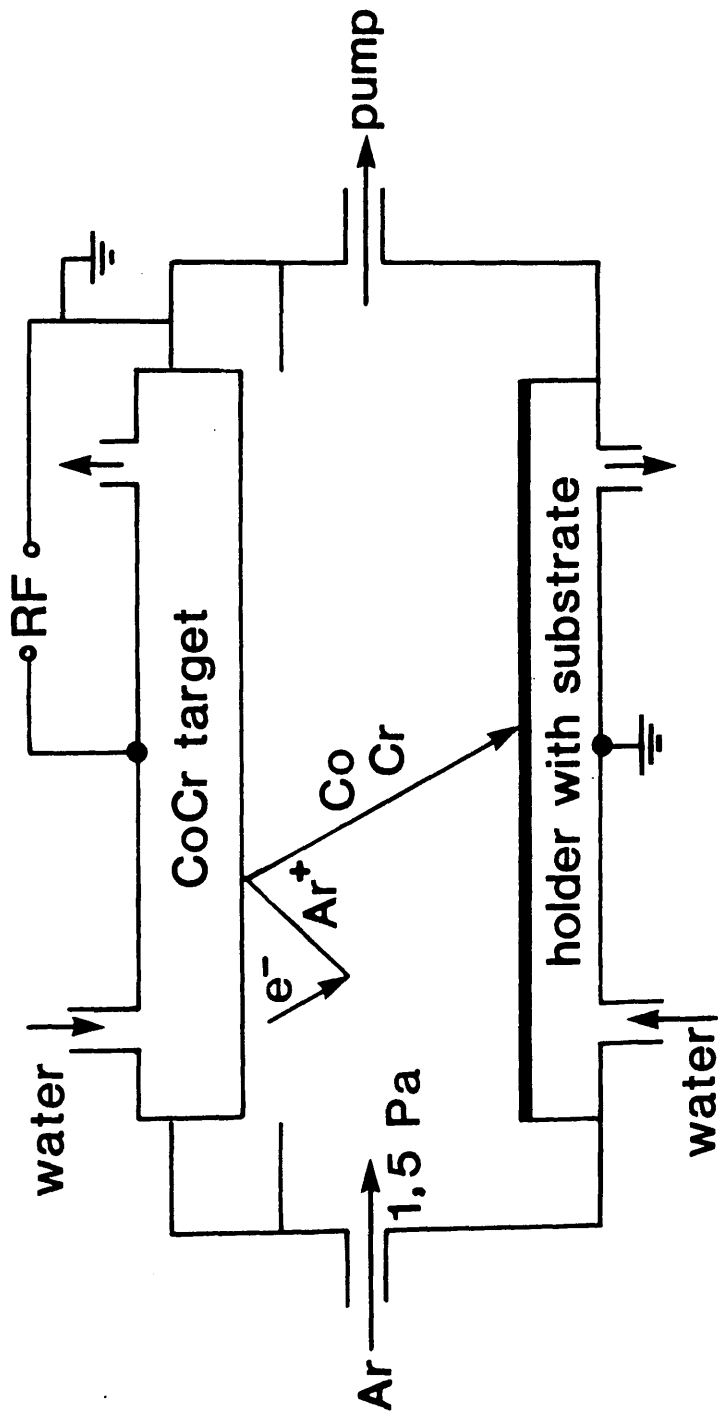 RF
water
CoCr target
e⁻
Ar⁺
Co
Cr
Ar
1,5 Pa
pump
holder with substrate
water